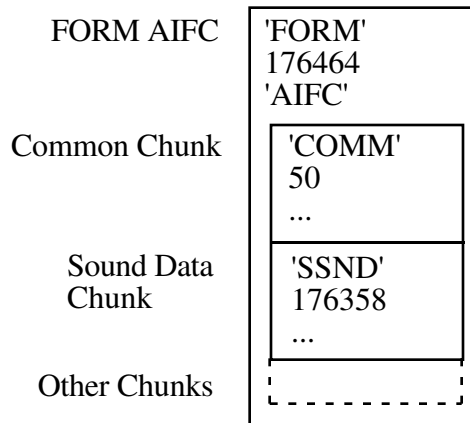 FORM AIFC 'FORM'
176464
'AIFC'
Common Chunk 'COMM'
50
...
Sound Data 'SSND'
Chunk 176358
...
Other Chunks